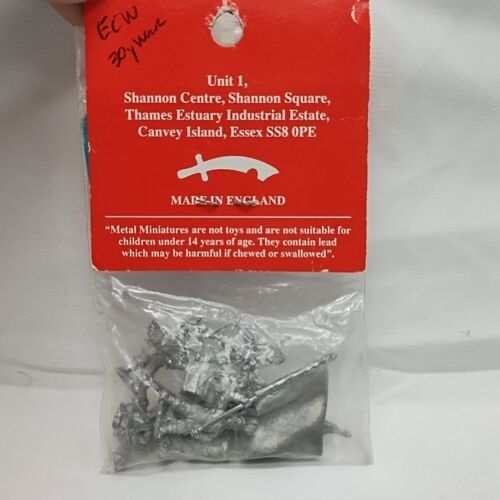 ECW
30y War
Unit 1,
Shannon Centre, Shannon Square,
Thames Estuary Industrial Estate,
Canvey Island, Essex SS8 0PE
MADE IN ENGLAND
“Metal Miniatures are not toys and are not suitable for
children under 14 years of age. They contain lead
which may be harmful if chewed or swallowed”.